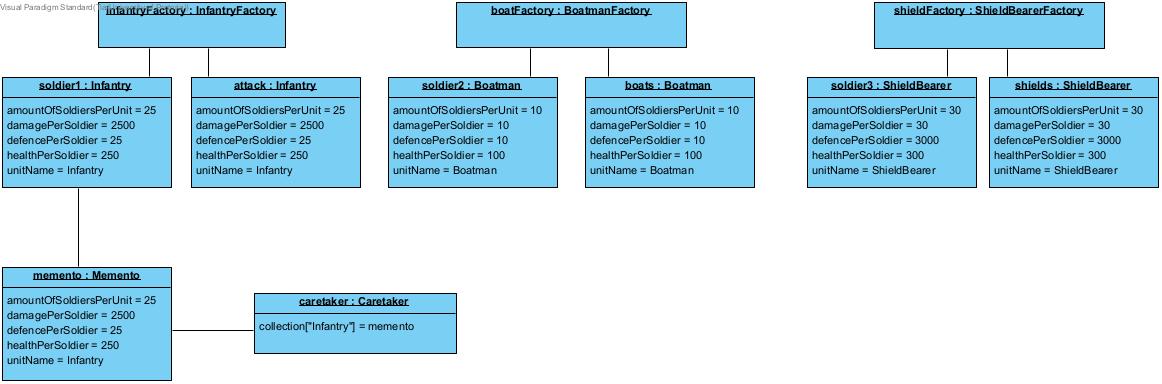 Visual Paradigm Standard(
infantryFactory : InfantryFactory
boatFactory : BoatmanFactory
shieldFactory : ShieldBearerFactory
soldier1 : Infantry
amountOfSoldiersPerUnit = 25
damagePerSoldier = 2500
defencePerSoldier = 25
healthPerSoldier = 250
unitName = Infantry
attack : Infantry
amountOfSoldiersPerUnit = 25
damagePerSoldier = 2500
defencePerSoldier = 25
healthPerSoldier = 250
unitName = Infantry
soldier2 : Boatman
amountOfSoldiersPerUnit = 10
damagePerSoldier = 10
defencePerSoldier = 10
healthPerSoldier = 100
unitName = Boatman
boats : Boatman
amountOfSoldiersPerUnit = 10
damagePerSoldier = 10
defencePerSoldier = 10
healthPerSoldier = 100
unitName = Boatman
soldier3 : ShieldBearer
amountOfSoldiersPerUnit = 30
damagePerSoldier = 30
defencePerSoldier = 3000
healthPerSoldier = 300
unitName = ShieldBearer
shields : ShieldBearer
amountOfSoldiersPerUnit = 30
damagePerSoldier = 30
defencePerSoldier = 3000
healthPerSoldier = 300
unitName = ShieldBearer
memento : Memento
amountOfSoldiersPerUnit = 25
damagePerSoldier = 2500
defencePerSoldier = 25
healthPerSoldier = 250
unitName = Infantry
caretaker : Caretaker
collection["Infantry"] = memento